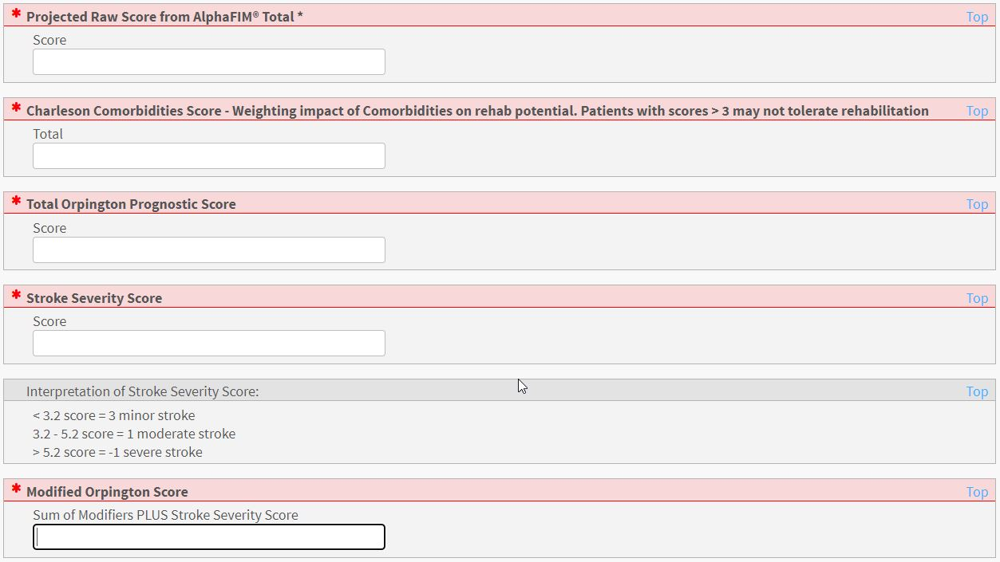 * Projected Raw Score from AlphaFIM® Total * Top
Score
* Charleson Comorbidities Score - Weighting impact of Comorbidities on rehab potential. Patients with scores > 3 may not tolerate rehabilitation Top
Total
* Total Orpington Prognostic Score Top
Score
* Stroke Severity Score Top
Score
Interpretation of Stroke Severity Score: Top
< 3.2 score = 3 minor stroke
3.2 - 5.2 score = 1 moderate stroke
> 5.2 score = -1 severe stroke
* Modified Orpington Score Top
Sum of Modifiers PLUS Stroke Severity Score